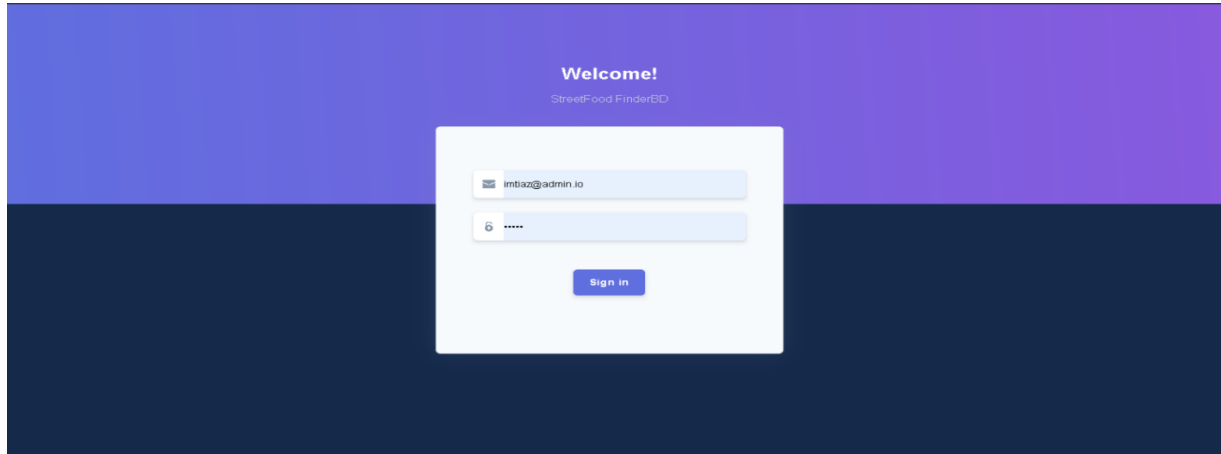 Welcome!
StreetFood FinderBD
imtiaz@admin.io
•••••
Sign in